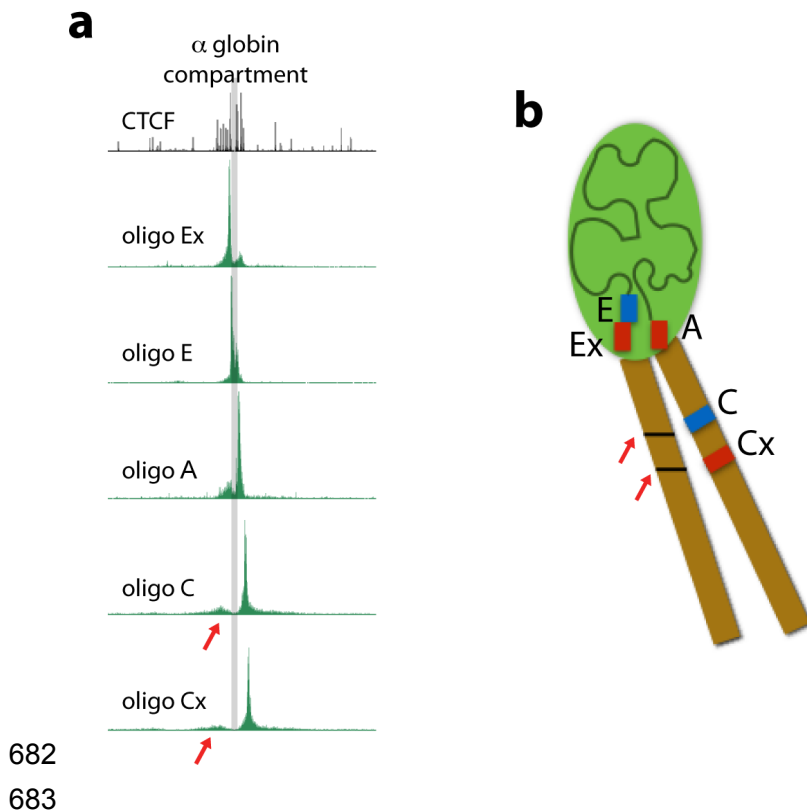 a
α globin
compartment
CTCF
oligo Ex
oligo E
oligo A
oligo C
oligo Cx
b
E
Ex
A
C
Cx
682
683